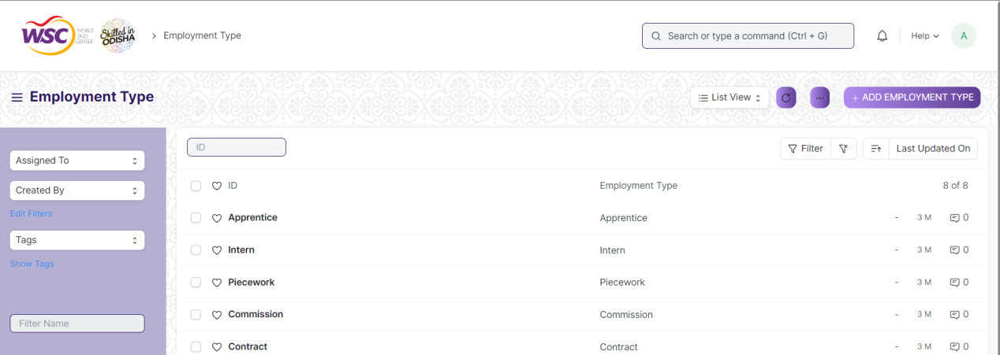 WSC WORLD SKILL CENTER Skilled in ODISHA > Employment Type Search or type a command (Ctrl + G) Help A
Employment Type List View ... + ADD EMPLOYMENT TYPE
ID Filter Last Updated On
Assigned To
Created By
Edit Filters
Tags
Show Tags
Filter Name
ID Employment Type 8 of 8
Apprentice Apprentice - 3 M 0
Intern Intern - 3 M 0
Piecework Piecework - 3 M 0
Commission Commission - 3 M 0
Contract Contract - 3 M 0